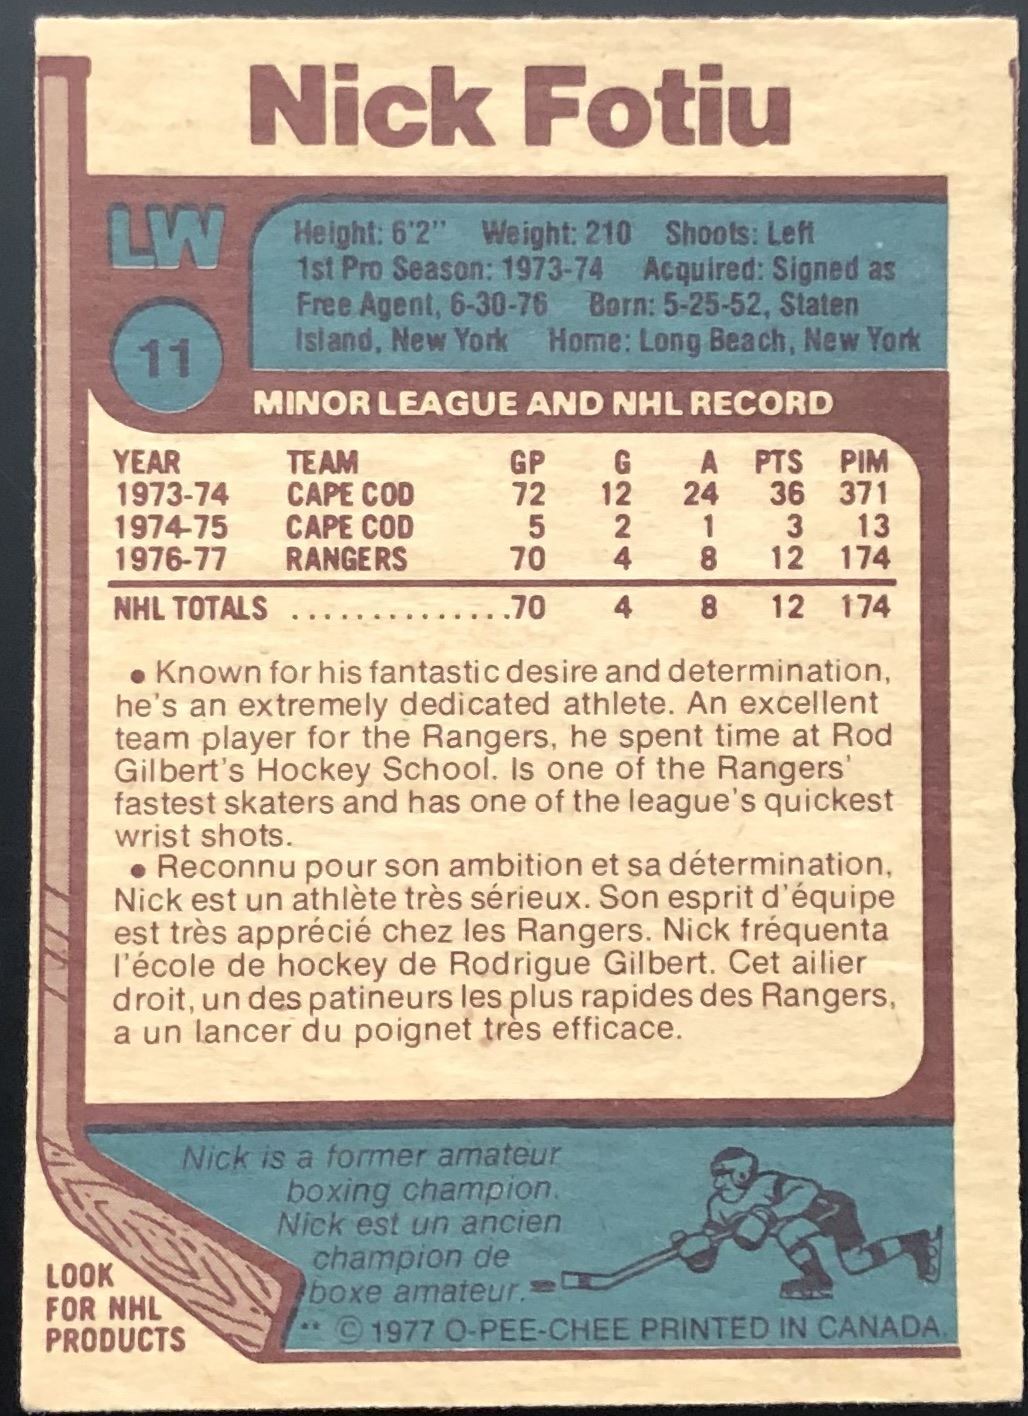 Nick Fotiu
LW
Height: 6'2" Weight: 210 Shoots: Left
1st Pro Season: 1973-74 Acquired: Signed as
Free Agent, 6-30-76 Born: 5-25-52, Staten
Island, New York Home: Long Beach, New York
11
MINOR LEAGUE AND NHL RECORD
YEAR TEAM GP G A PTS PIM
1973-74 CAPE COD 72 12 24 36 371
1974-75 CAPE COD 5 2 1 3 13
1976-77 RANGERS 70 4 8 12 174
NHL TOTALS ..............70 4 8 12 174
• Known for his fantastic desire and determination,
he's an extremely dedicated athlete. An excellent
team player for the Rangers, he spent time at Rod
Gilbert's Hockey School. Is one of the Rangers'
fastest skaters and has one of the league's quickest
wrist shots.
• Reconnu pour son ambition et sa détermination,
Nick est un athlète très sérieux. Son esprit d'équipe
est très apprécié chez les Rangers. Nick fréquenta
l'école de hockey de Rodrigue Gilbert. Cet ailier
droit, un des patineurs les plus rapides des Rangers,
a un lancer du poignet très efficace.
Nick is a former amateur
boxing champion.
Nick est un ancien
champion de
boxe amateur.
LOOK
FOR NHL
PRODUCTS
** © 1977 O-PEE-CHEE PRINTED IN CANADA